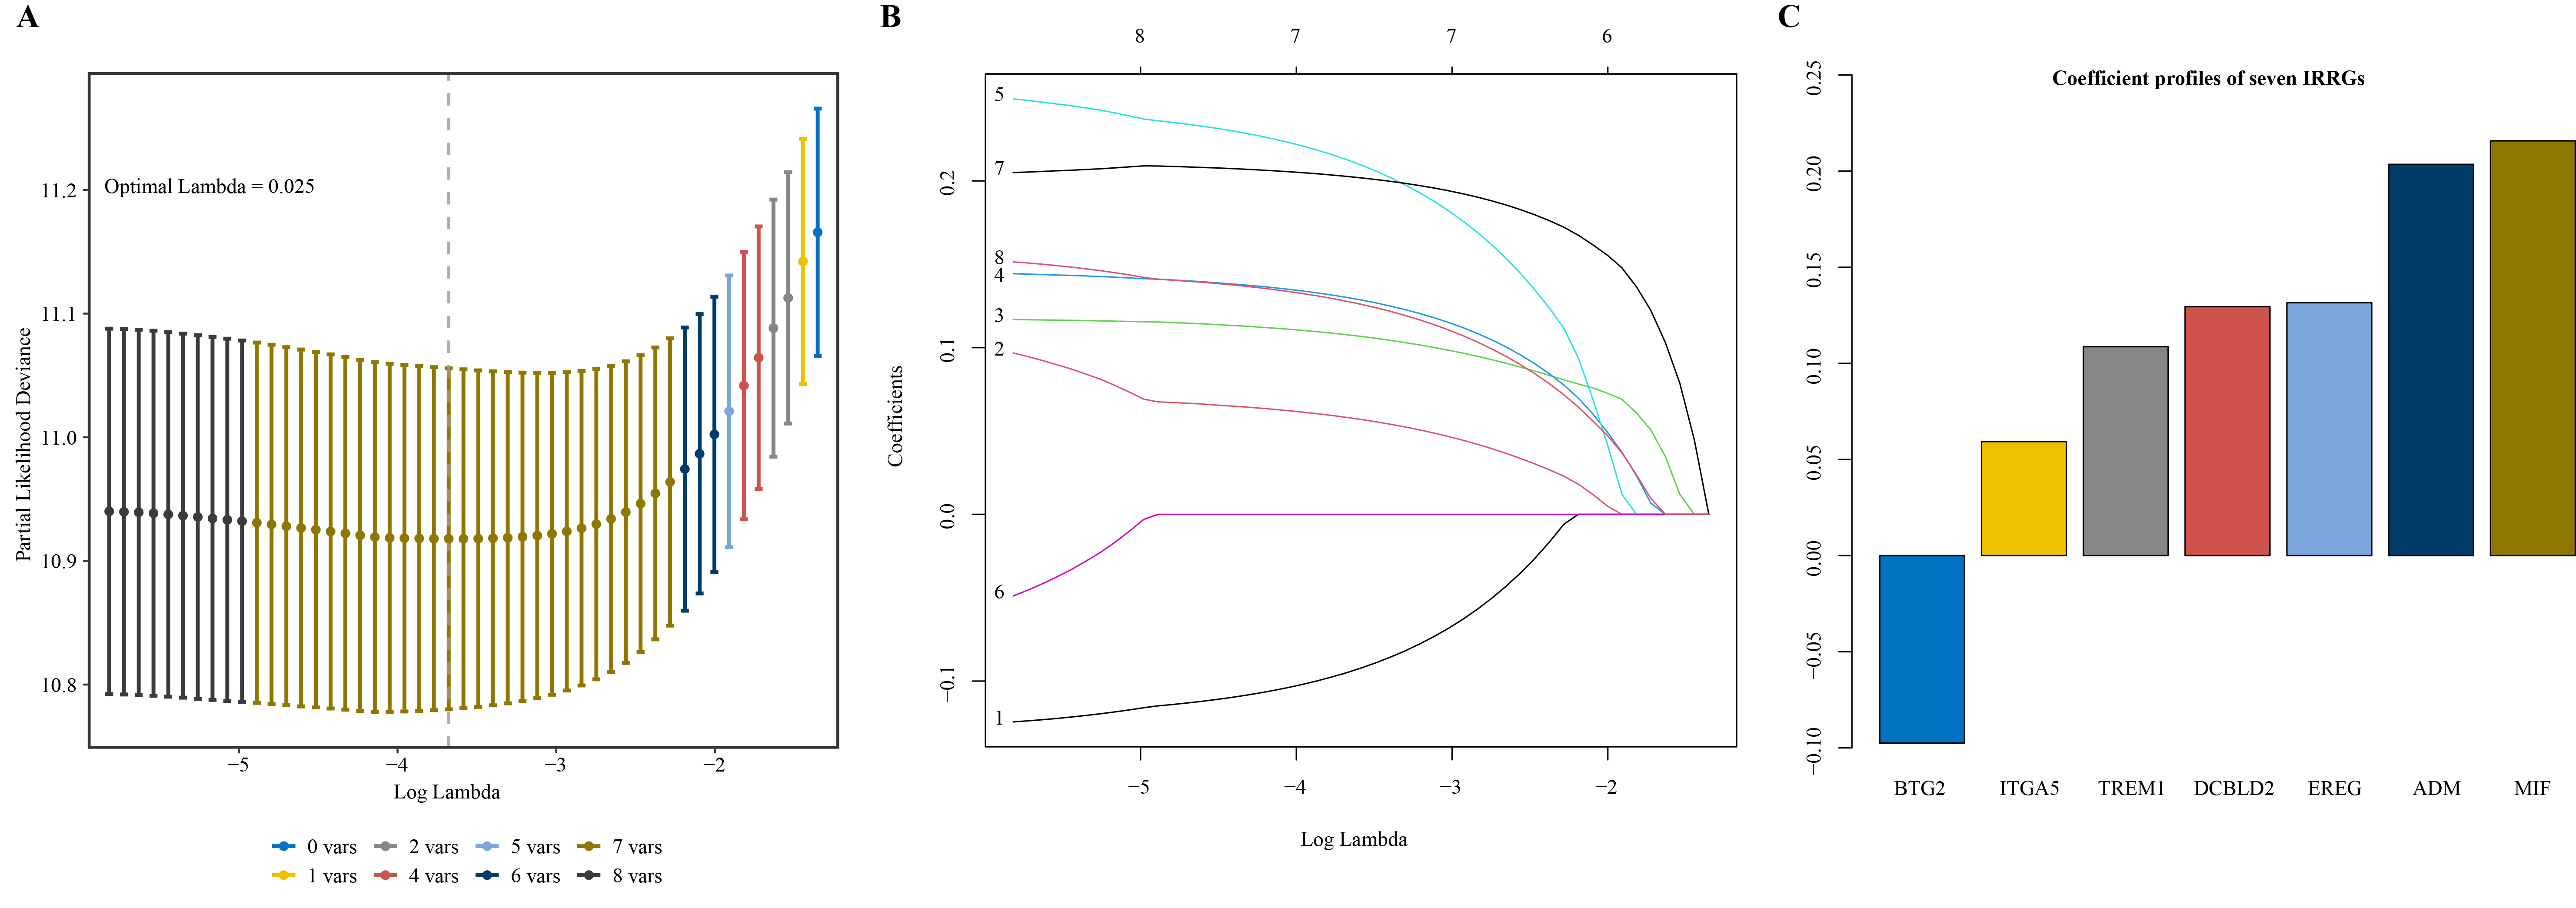 A
Partial Likelihood Deviance
11.2
11.1
11.0
10.9
10.8
Optimal Lambda = 0.025
−5 −4 −3 −2
Log Lambda
0 vars 2 vars 5 vars 7 vars
1 vars 4 vars 6 vars 8 vars
B
8 7 7 6
Coefficients
0.2
0.1
0.0
−0.1
5
7
8
4
3
2
6
1
−5 −4 −3 −2
Log Lambda
C
Coefficient profiles of seven IRRGs
0.25
0.20
0.15
0.10
0.05
0.00
−0.05
−0.10
BTG2 ITGA5 TREM1 DCBLD2 EREG ADM MIF